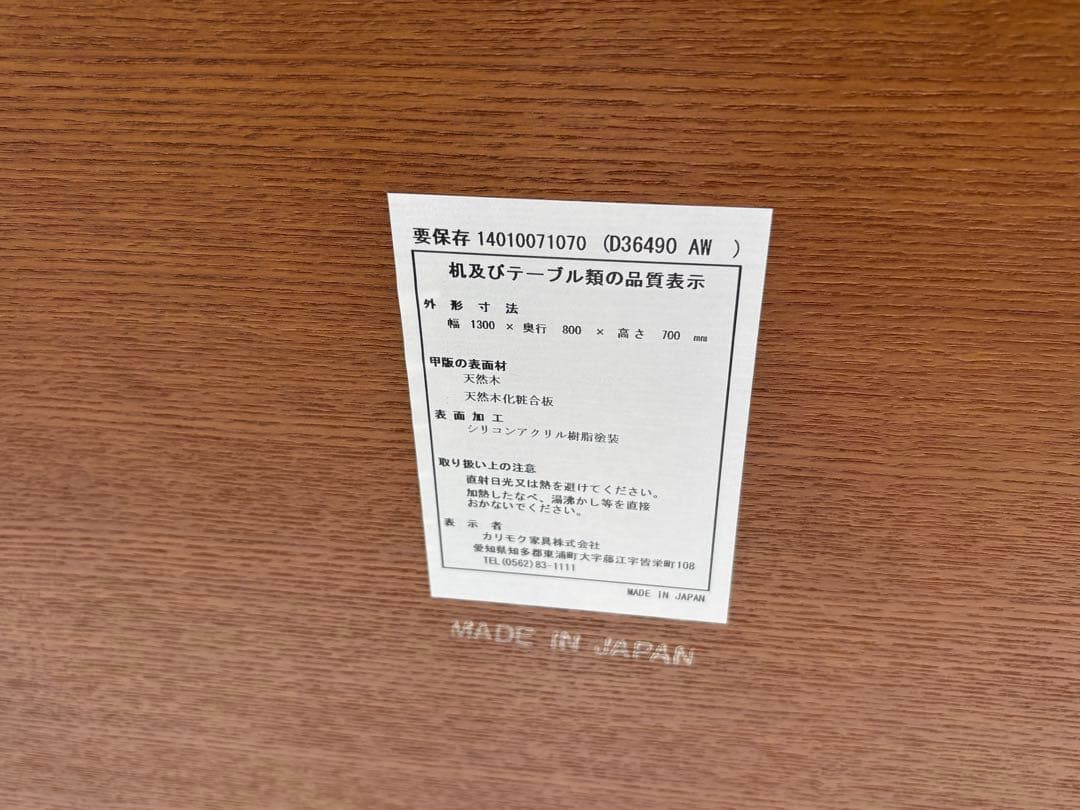 要保存 14010071070 (D36490 AW )
机及びテーブル類の品質表示
外形寸法
幅 1300 × 奥行 800 × 高さ 700 mm
甲版の表面材
天然木
天然木化粧合板
表面加工
シリコンアクリル樹脂塗装
取り扱い上の注意
直射日光又は熱を避けてください。
加熱したなべ、湯沸かし等を直接
おかないでください。
表示者
カリモク家具株式会社
愛知県知多郡東浦町大字藤江字皆栄町108
TEL(0562)83-1111
MADE IN JAPAN
MADE IN JAPAN